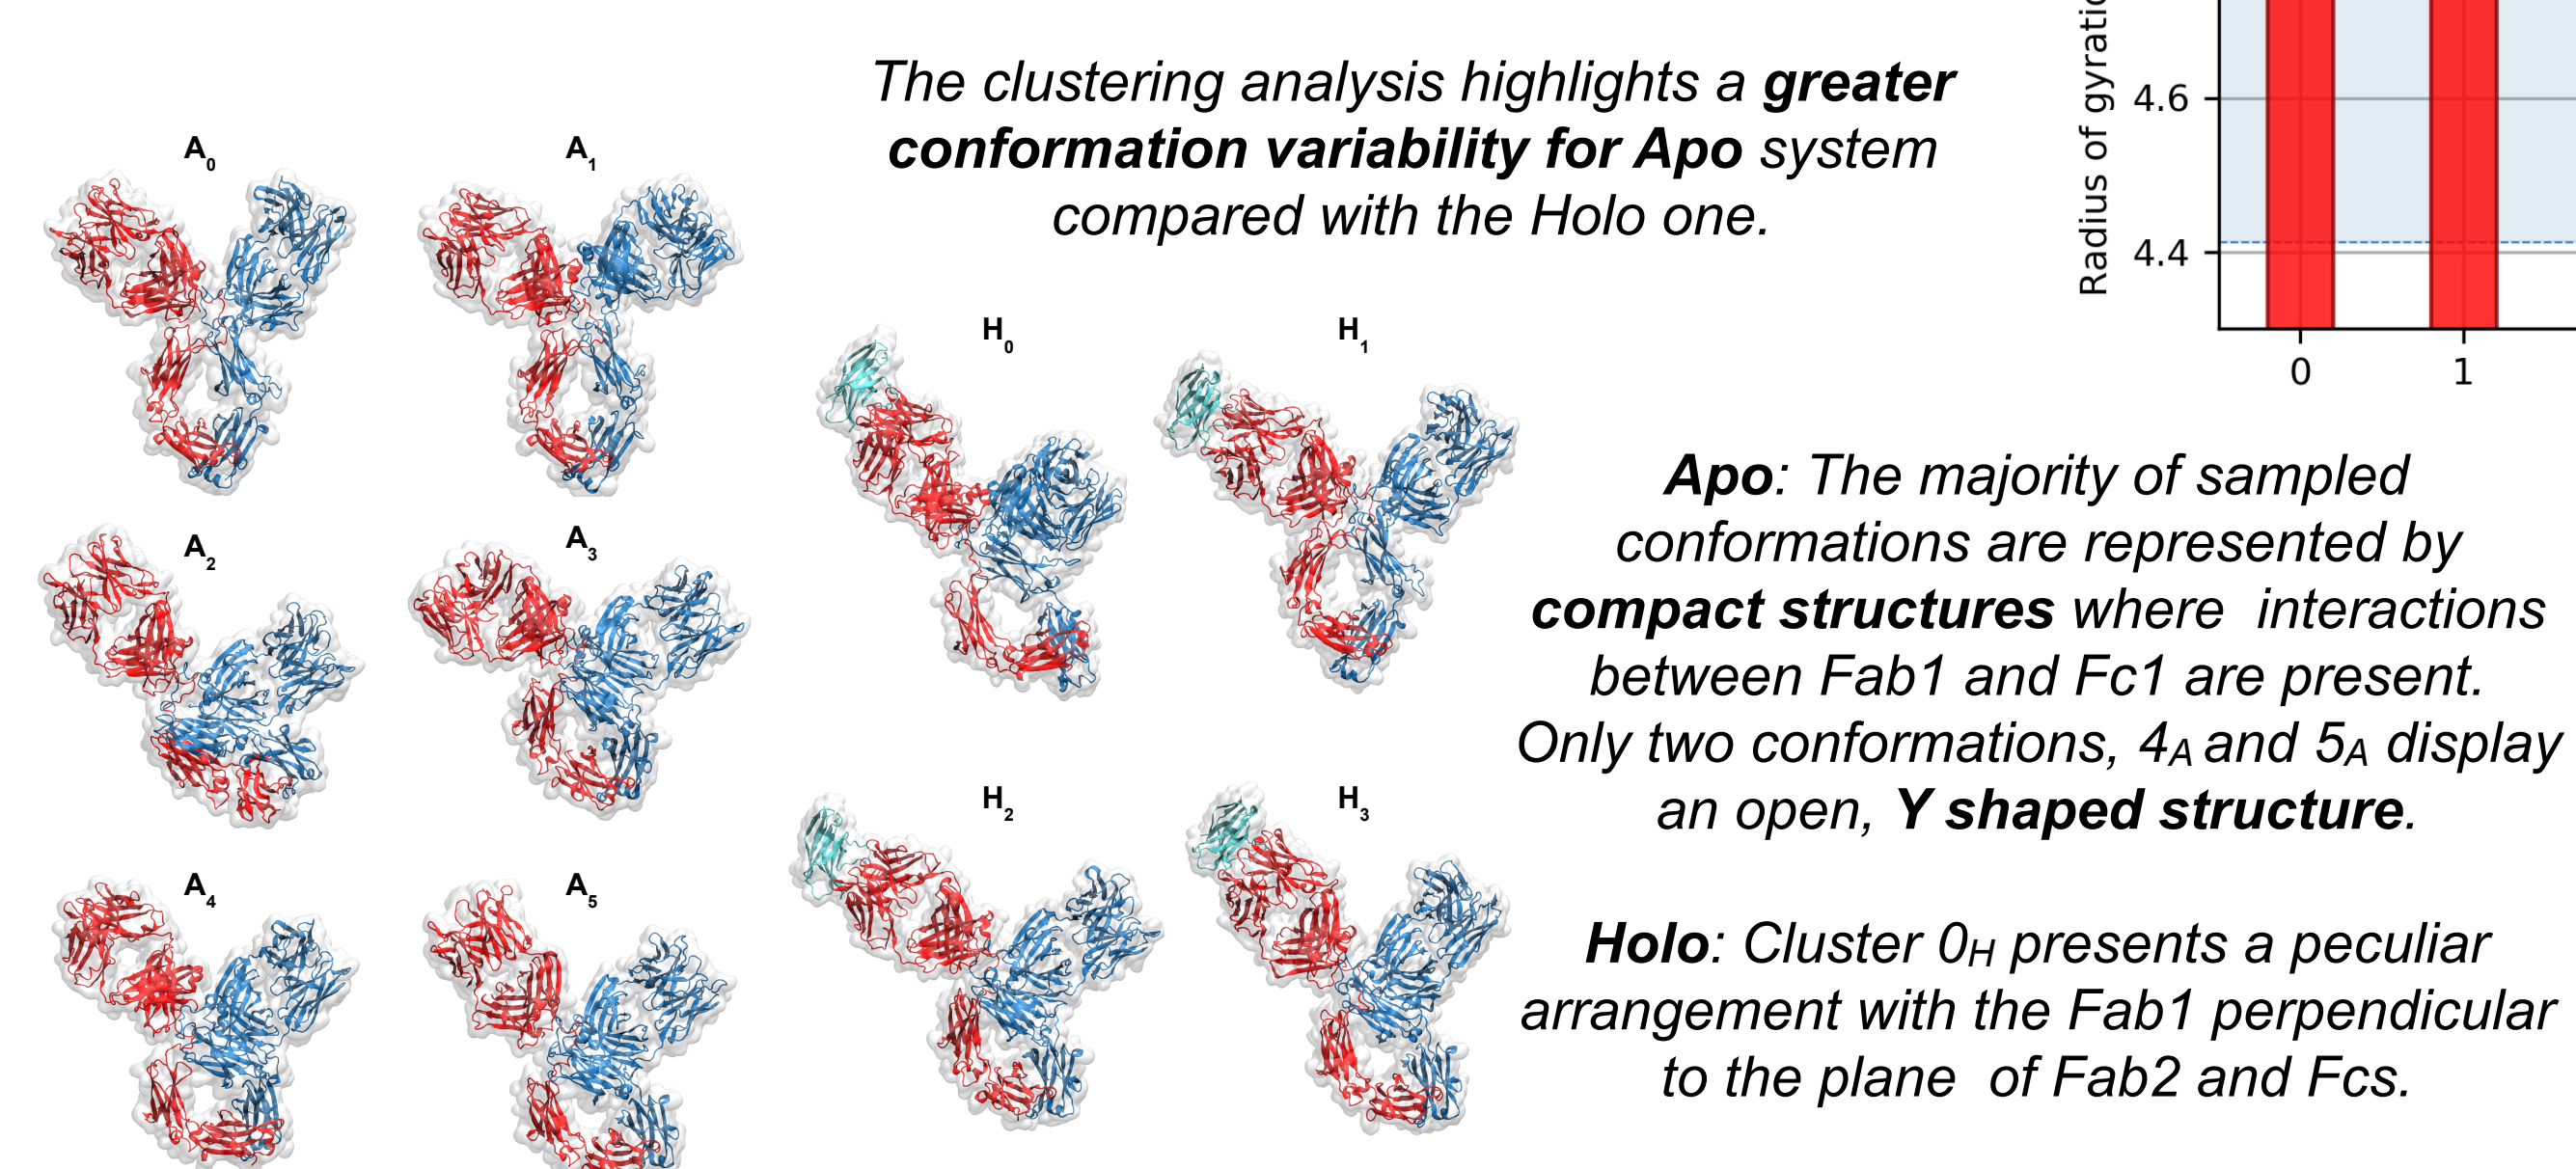 The clustering analysis highlights a greater
conformation variability for Apo system
compared with the Holo one.
A0
A1
A2
A3
A4
A5
H0
H1
H2
H3
4.6
4.4
0
1
Apo: The majority of sampled
conformations are represented by
compact structures where  interactions
between Fab1 and Fc1 are present.
Only two conformations, 4A and 5A display
an open, Y shaped structure.
Holo: Cluster 0H presents a peculiar
arrangement with the Fab1 perpendicular
to the plane  of Fab2 and Fcs.
Radius of